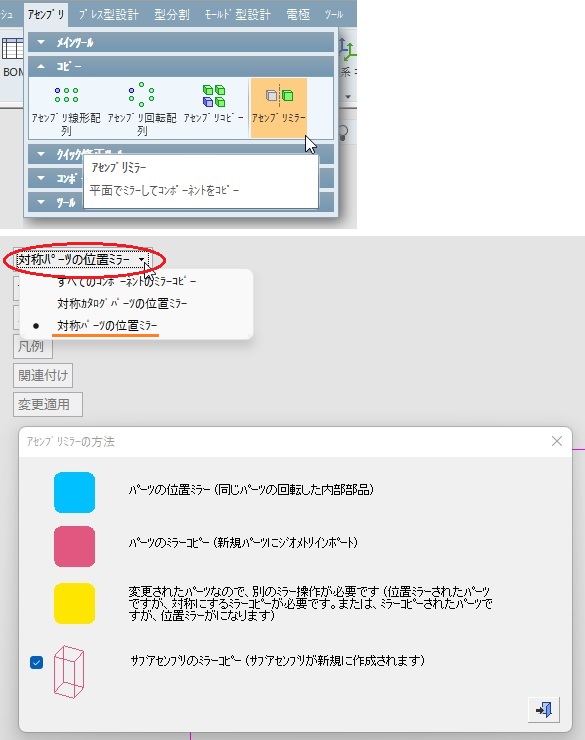 シュ アセンブリ プレス型設計 型分割 モールド型設計 電極 ツール
メインツール
BOM
コピー
系
アセンブリ線形配列 アセンブリ回転配列 アセンブリコピー アセンブリミラー
クイック修正
アセンブリミラー
コンポ
平面でミラーしてコンポーネントをコピー
ツール
対称パーツの位置ミラー
すべてのコンポーネントのミラーコピー
対称カタログパーツの位置ミラー
対称パーツの位置ミラー
凡例
関連付け
変更適用
アセンブリミラーの方法
パーツの位置ミラー (同じパーツの回転した内部部品)
パーツのミラーコピー (新規パーツにジオメトリインポート)
変更されたパーツなので、別のミラー操作が必要です (位置ミラーされたパーツ
ですが、対称にするミラーコピーが必要です。または、ミラーコピーされたパーツで
すが、位置ミラーがになります)
サブアセンブリのミラーコピー (サブアセンブリが新規に作成されます)